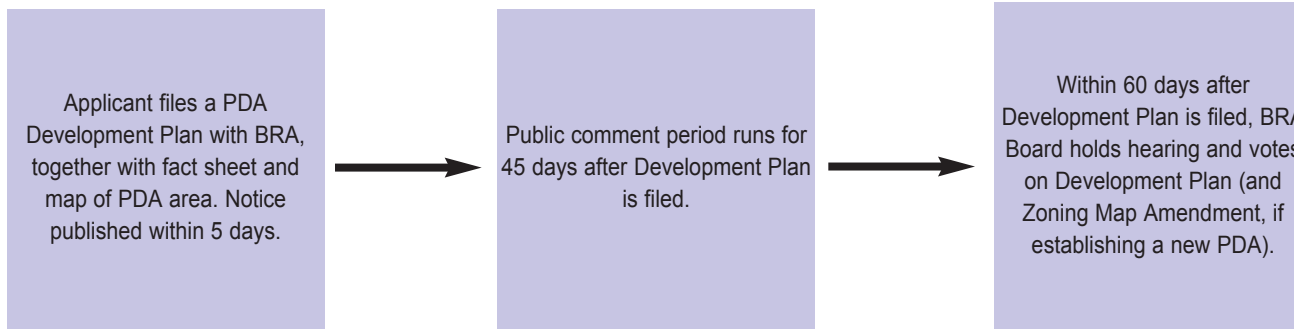 Applicant files a PDA
Development Plan with BRA,
together with fact sheet and
map of PDA area. Notice
published within 5 days.
Public comment period runs for
45 days after Development Plan
is filed.
Within 60 days after
Development Plan is filed, BRA
Board holds hearing and votes
on Development Plan (and
Zoning Map Amendment, if
establishing a new PDA).